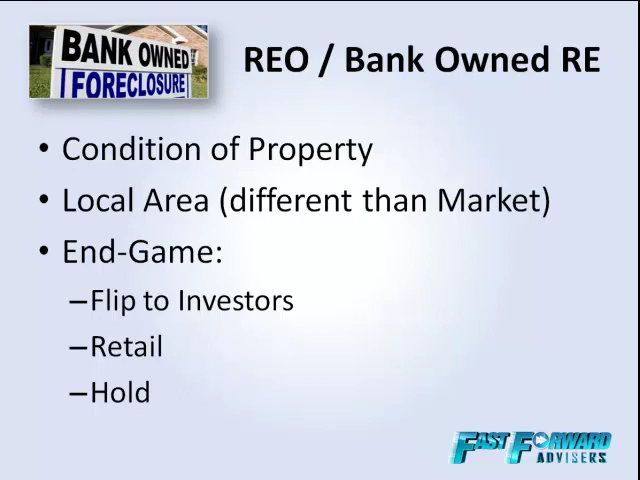 BANK OWNED
FORECLOSURE
REO / Bank Owned RE
• Condition of Property
• Local Area (different than Market)
• End-Game:
–Flip to Investors
–Retail
–Hold
FAST FORWARD
ADVISERS